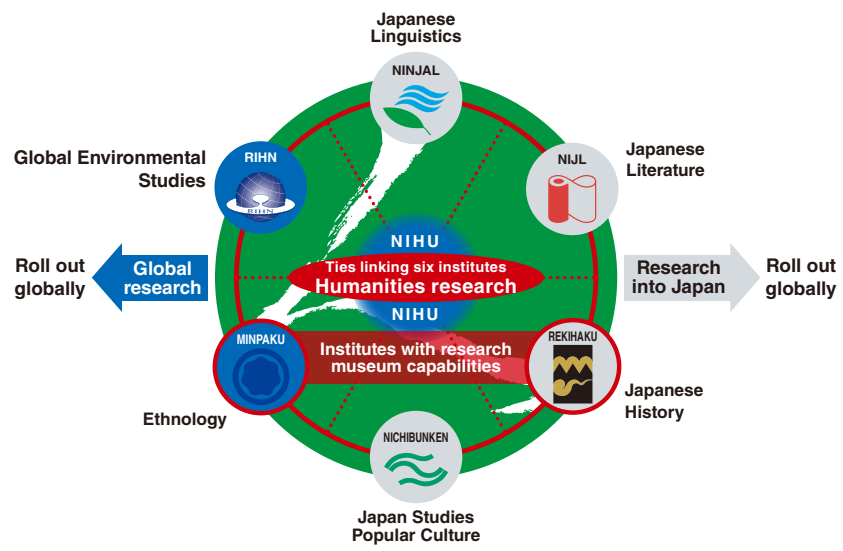 Japanese
Linguistics
NINJAL
Global Environmental
Studies
RIHN
RIHN
NIJL
Japanese
Literature
NIHU
Ties linking six institutes
Humanities research
NIHU
Roll out
globally
Global
research
Research
into Japan
Roll out
globally
MINPAKU
Institutes with research
museum capabilities
REKIHAKU
Ethnology
Japanese
History
NICHIBUNKEN
Japan Studies
Popular Culture